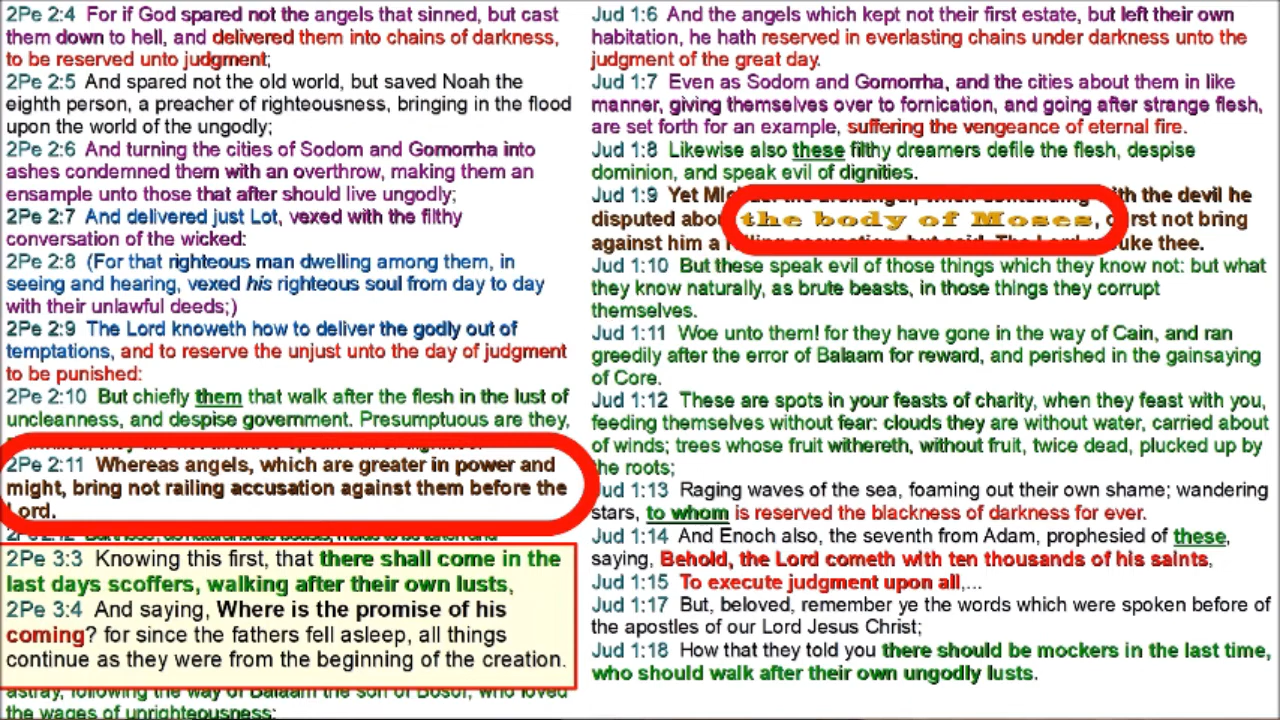 2Pe 2:4 For if God spared not the angels that sinned, but cast
them down to hell, and delivered them into chains of darkness,
to be reserved unto judgment;
2Pe 2:5 And spared not the old world, but saved Noah the
eighth person, a preacher of righteousness, bringing in the flood
upon the world of the ungodly;
2Pe 2:6 And turning the cities of Sodom and Gomorrha into
ashes condemned them with an overthrow, making them an
ensample unto those that after should live ungodly;
2Pe 2:7 And delivered just Lot, vexed with the filthy
conversation of the wicked:
2Pe 2:8 (For that righteous man dwelling among them, in
seeing and hearing, vexed his righteous soul from day to day
with their unlawful deeds;)
2Pe 2:9 The Lord knoweth how to deliver the godly out of
temptations, and to reserve the unjust unto the day of judgment
to be punished:
2Pe 2:10 But chiefly them that walk after the flesh in the lust of
uncleanness, and despise government. Presumptuous are they,
2Pe 2:11 Whereas angels, which are greater in power and
might, bring not railing accusation against them before the
Lord.
2Pe 3:3 Knowing this first, that there shall come in the
last days scoffers, walking after their own lusts,
2Pe 3:4 And saying, Where is the promise of his
coming? for since the fathers fell asleep, all things
continue as they were from the beginning of the creation.
astray, following the way of Balaam the son of Bosor, who loved
the wages of unrighteousness;
Jud 1:6 And the angels which kept not their first estate, but left their own
habitation, he hath reserved in everlasting chains under darkness unto the
judgment of the great day.
Jud 1:7 Even as Sodom and Gomorrha, and the cities about them in like
manner, giving themselves over to fornication, and going after strange flesh,
are set forth for an example, suffering the vengeance of eternal fire.
Jud 1:8 Likewise also these filthy dreamers defile the flesh, despise
dominion, and speak evil of dignities.
Jud 1:9 Yet the devil he
disputed the body of Moses, not bring
against him a thee.
Jud 1:10 But these speak evil of those things which they know not: but what
they know naturally, as brute beasts, in those things they corrupt
themselves.
Jud 1:11 Woe unto them! for they have gone in the way of Cain, and ran
greedily after the error of Balaam for reward, and perished in the gainsaying
of Core.
Jud 1:12 These are spots in your feasts of charity, when they feast with you,
feeding themselves without fear: clouds they are without water, carried about
of winds; trees whose fruit withereth, without fruit, twice dead, plucked up by
the roots;
Jud 1:13 Raging waves of the sea, foaming out their own shame; wandering
stars, to whom is reserved the blackness of darkness for ever.
Jud 1:14 And Enoch also, the seventh from Adam, prophesied of these,
saying, Behold, the Lord cometh with ten thousands of his saints,
Jud 1:15 To execute judgment upon all,...
Jud 1:17 But, beloved, remember ye the words which were spoken before of
the apostles of our Lord Jesus Christ;
Jud 1:18 How that they told you there should be mockers in the last time,
who should walk after their own ungodly lusts.